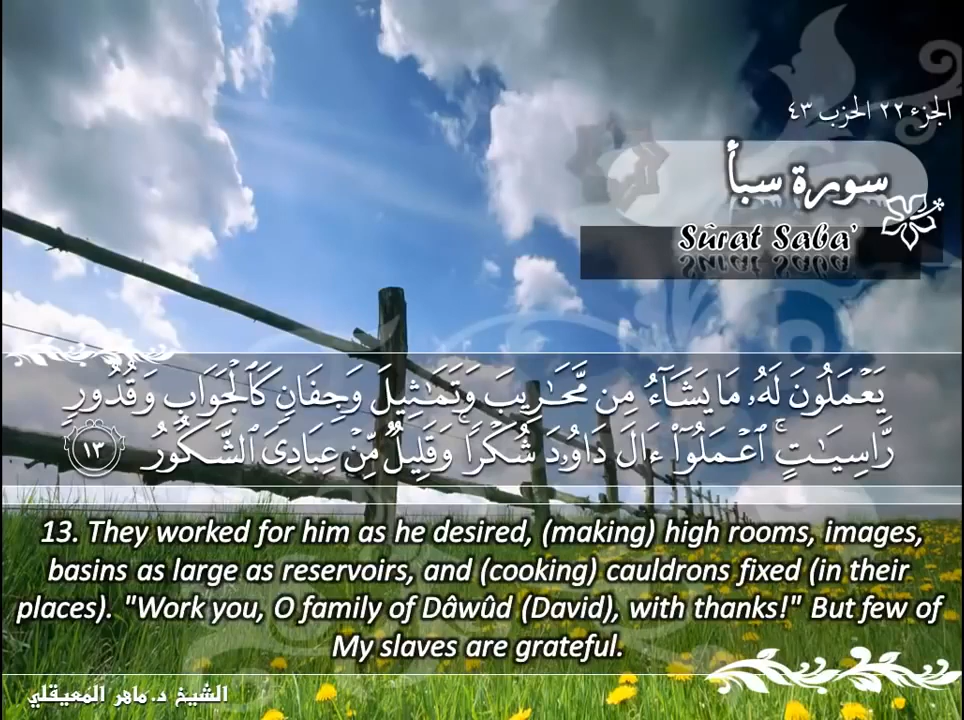 الجزء ٢٢ الحزب ٤٣
سورة سبأ
Sûrat Saba'
يَعْمَلُونَ لَهُۥ مَا يَشَآءُ مِن مَّحَـٰرِيبَ وَتَمَـٰثِيلَ وَجِفَانٍ كَٱلْجَوَابِ وَقُدُورٍ
رَّاسِيَـٰتٍ ۚ ٱعْمَلُوٓا۟ ءَالَ دَاوُۥدَ شُكْرًا ۚ وَقَلِيلٌ مِّنْ عِبَادِىَ ٱلشَّكُورُ ١٣
13. They worked for him as he desired, (making) high rooms, images,
basins as large as reservoirs, and (cooking) cauldrons fixed (in their
places). "Work you, O family of Dâwûd (David), with thanks!" But few of
My slaves are grateful.
الشيخ د. ماهر المعيقلي